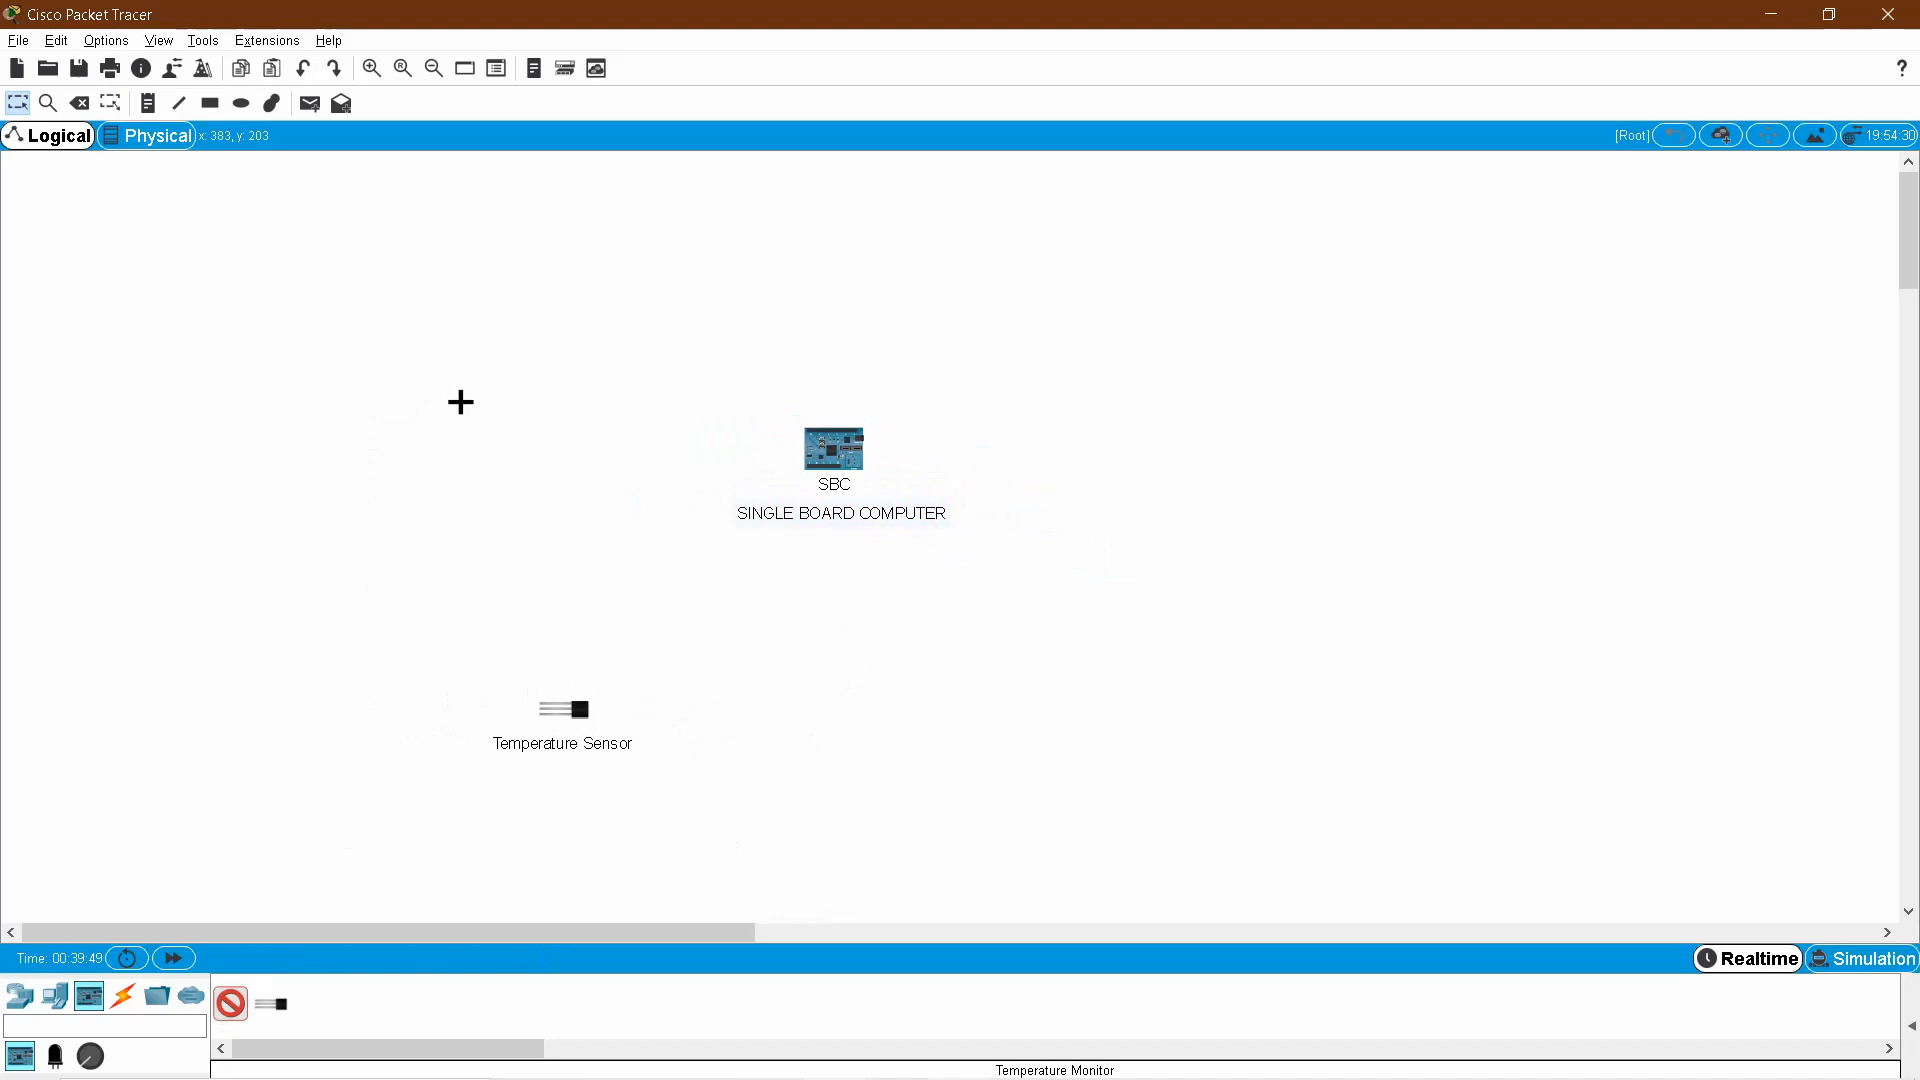 Cisco Packet Tracer
File Edit Options View Tools Extensions Help
?
Logical Physical x: 383, y: 203 [Root] 19:54:30
SBC
SINGLE BOARD COMPUTER
Temperature Sensor
Time: 00:39:49 Realtime Simulation
Temperature Monitor